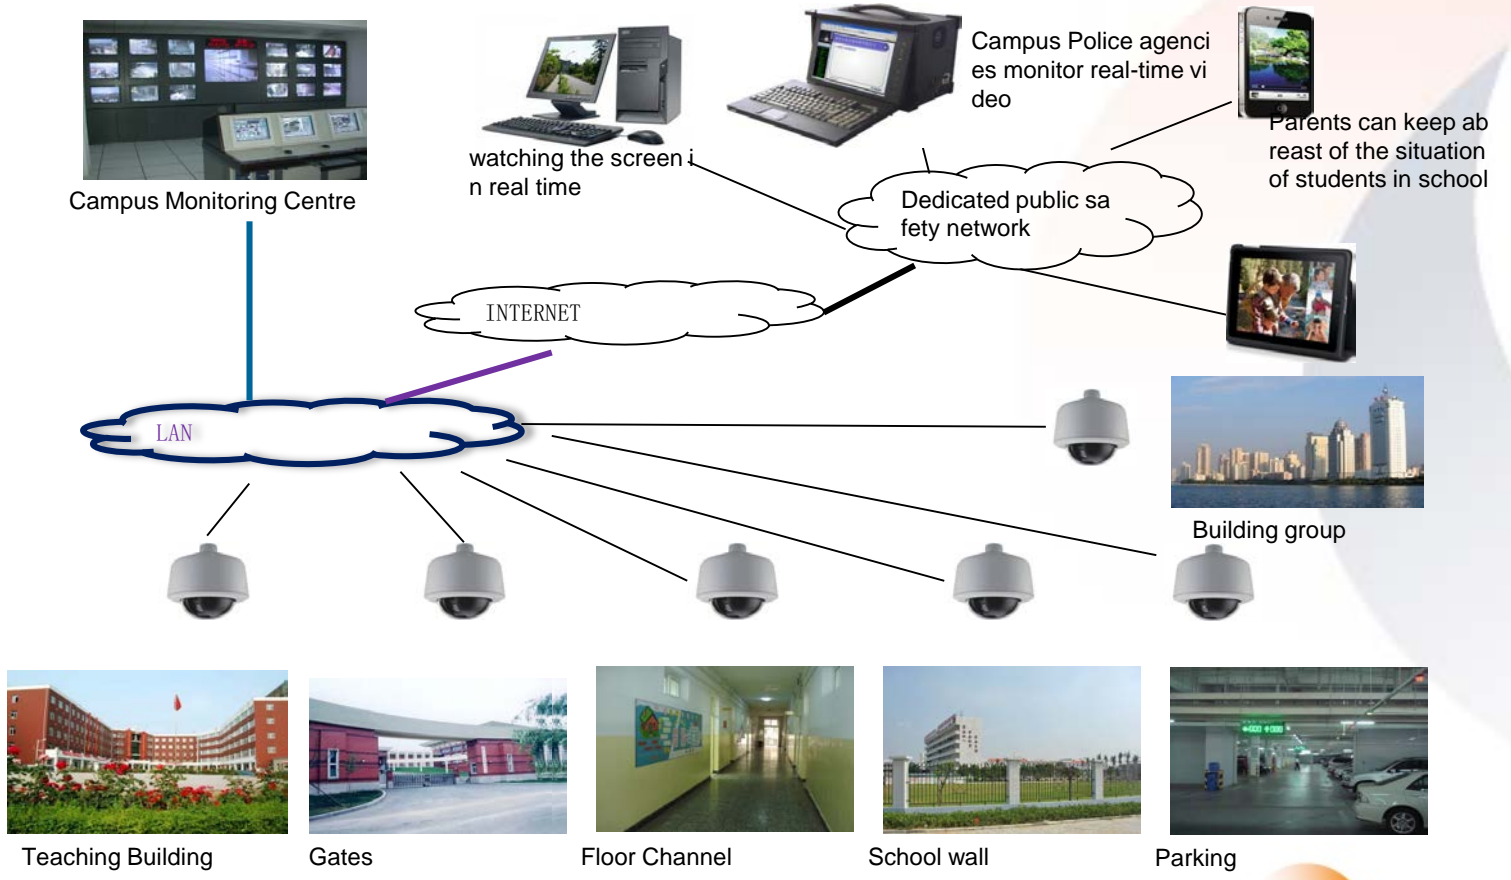 Campus Police agenci
es monitor real-time vi
deo
Parents can keep ab
reast of the situation
of students in school
watching the screen i
n real time
Campus Monitoring Centre
Dedicated public sa
fety network
INTERNET
LAN
Building group
Teaching Building
Gates
Floor Channel
School wall
Parking